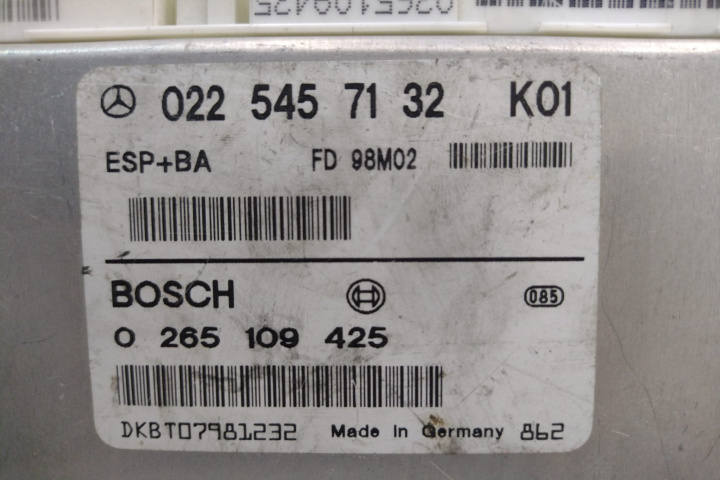 0265109425
022 545 71 32 K01
ESP+BA FD 98M02
BOSCH 085
0 265 109 425
DKBT07981232 Made In Germany 862